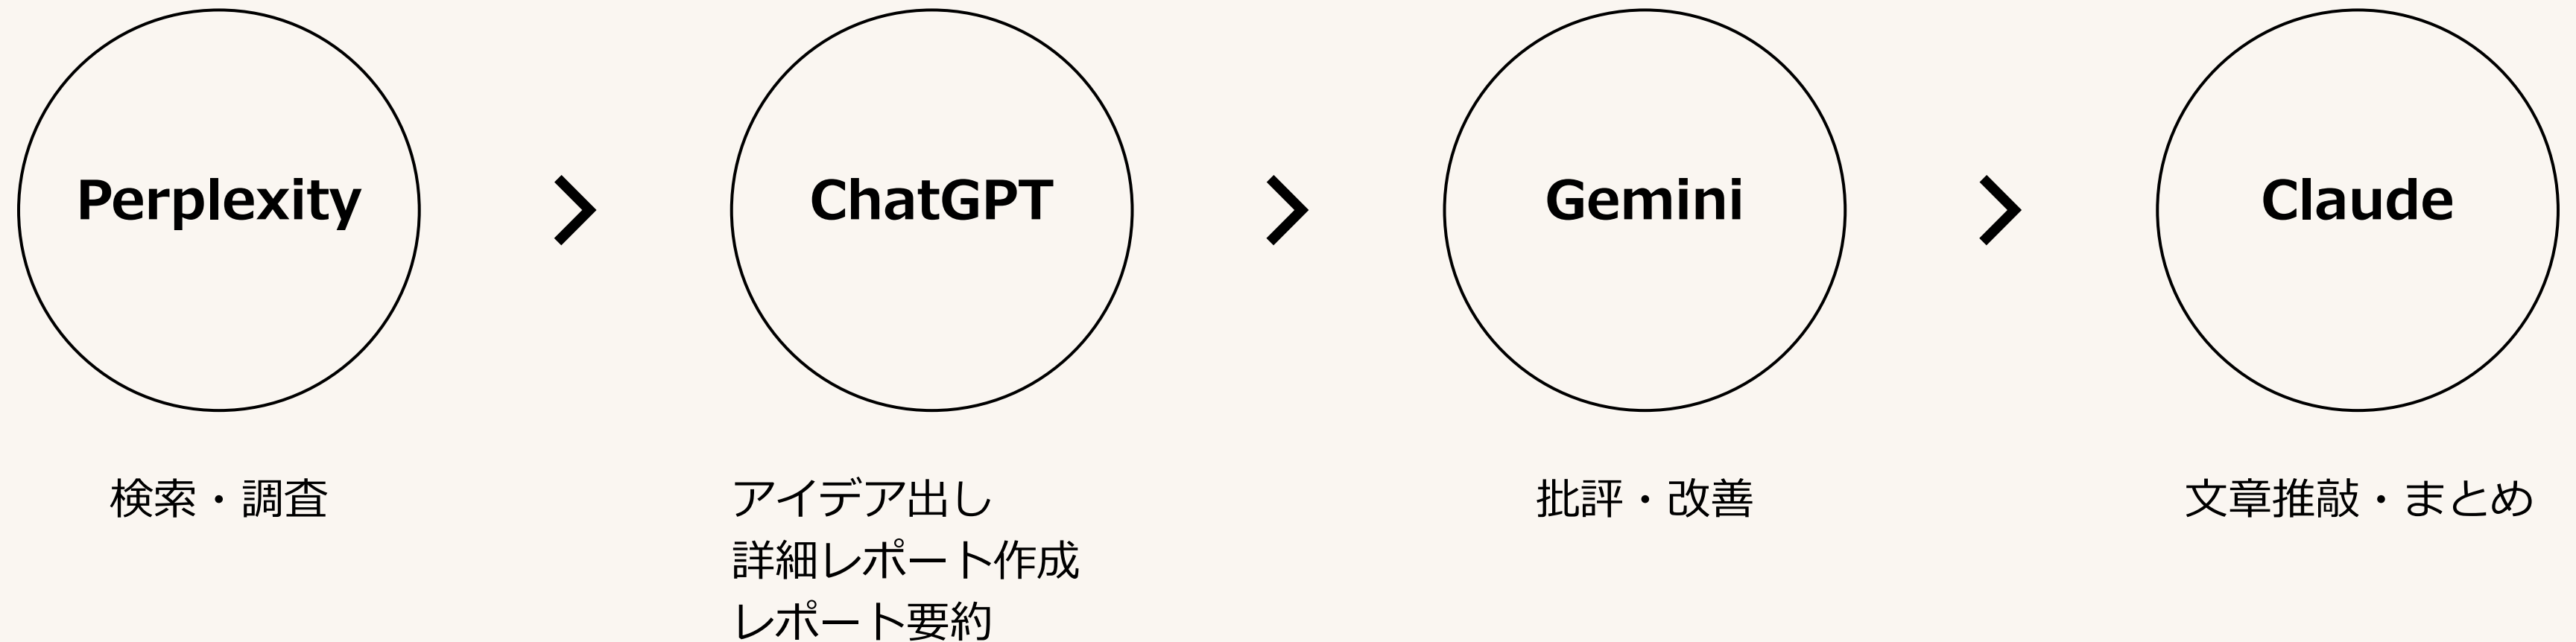 Perplexity
検索・調査
ChatGPT
アイデア出し
詳細レポート作成
レポート要約
Gemini
批評・改善
Claude
文章推敲・まとめ